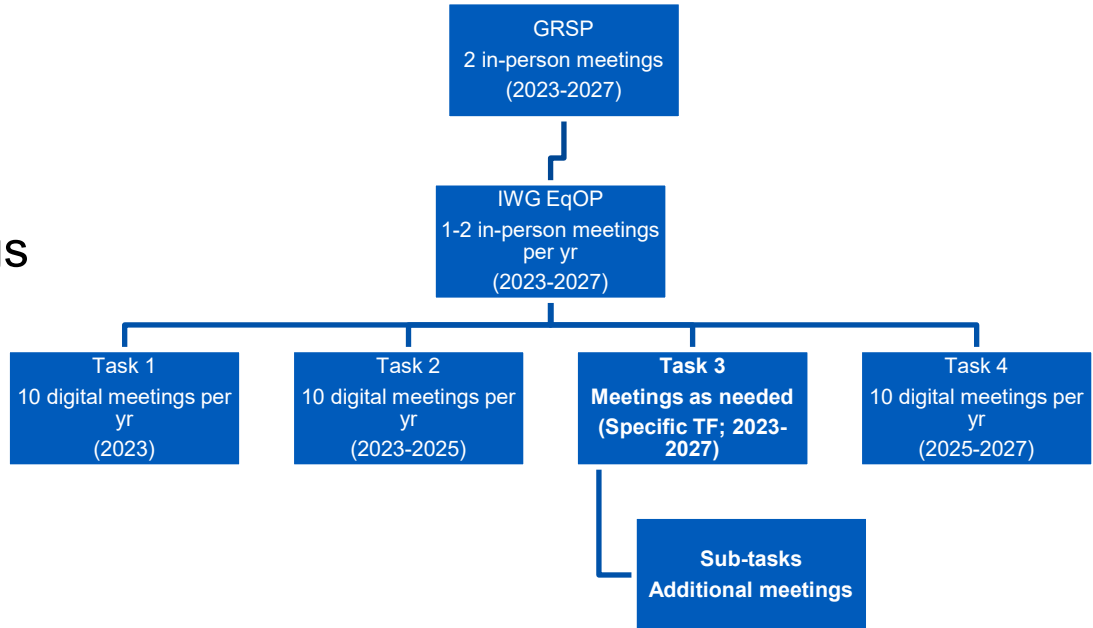 GRSP
2 in-person meetings
(2023-2027)
IWG EqOP
1-2 in-person meetings
per yr
(2023-2027)
Task 1
10 digital meetings per
yr
(2023)
Task 2
10 digital meetings per
yr
(2023-2025)
Task 3
Meetings as needed
(Specific TF; 2023-
2027)
Task 4
10 digital meetings per
yr
(2025-2027)
Sub-tasks
Additional meetings